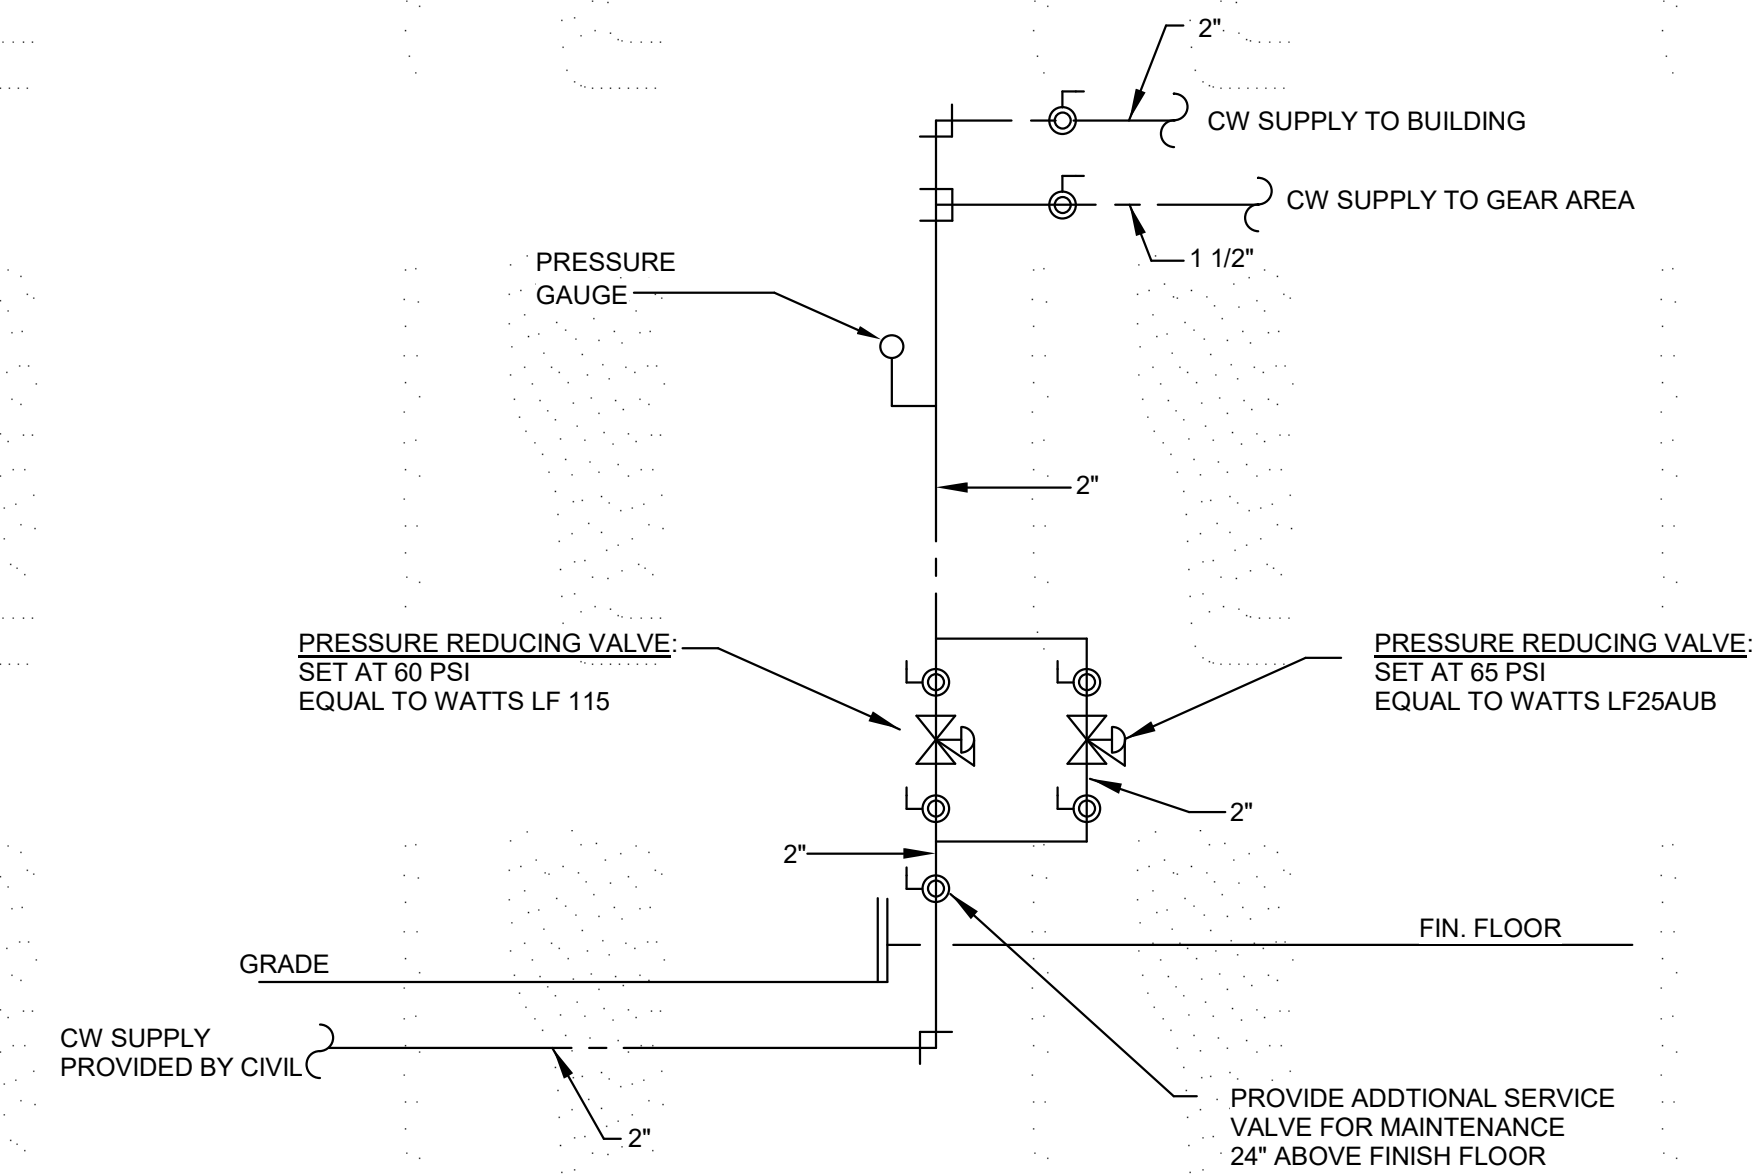 2"
CW SUPPLY TO BUILDING
CW SUPPLY TO GEAR AREA
1 1/2"
PRESSURE
GAUGE
2"
PRESSURE REDUCING VALVE:
SET AT 60 PSI
EQUAL TO WATTS LF 115
PRESSURE REDUCING VALVE:
SET AT 65 PSI
EQUAL TO WATTS LF25AUB
2"
2"
FIN. FLOOR
GRADE
CW SUPPLY
PROVIDED BY CIVIL
2"
PROVIDE ADDTIONAL SERVICE
VALVE FOR MAINTENANCE
24" ABOVE FINISH FLOOR